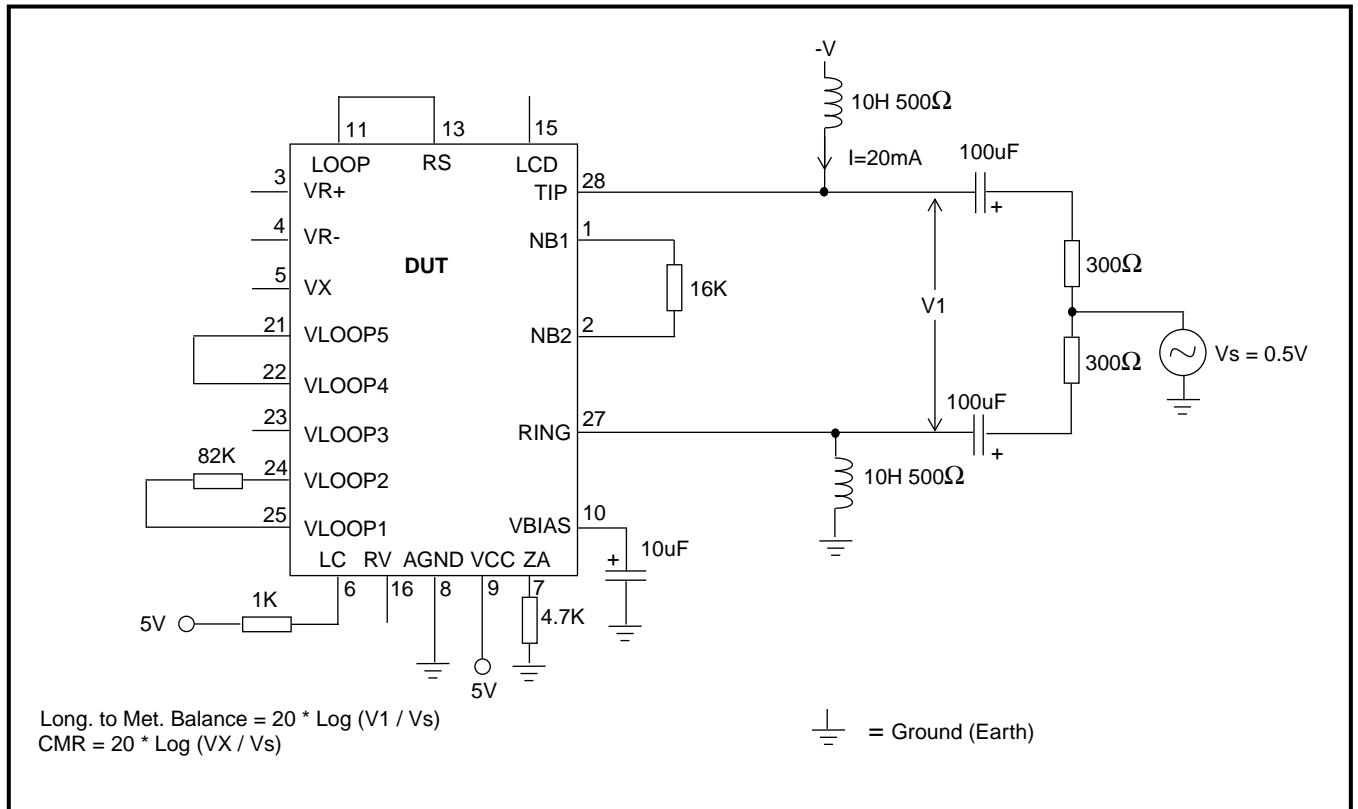 -V
10H 500Ω
I=20mA
100uF
+
11
13
15
LOOP
RS
LCD
3
VR+
TIP
28
4
VR-
NB1
1
DUT
5
VX
16K
V1
300Ω
21
VLOOP5
NB2
2
300Ω
Vs = 0.5V
22
VLOOP4
100uF
+
23
VLOOP3
RING
27
82K
24
VLOOP2
10H 500Ω
25
VLOOP1
VBIAS
10
LC
RV
AGND
VCC
ZA
+
10uF
6
16
8
9
7
1K
5V
4.7K
5V
Long. to Met. Balance = 20 * Log (V1 / Vs)
CMR = 20 * Log (VX / Vs)
= Ground (Earth)